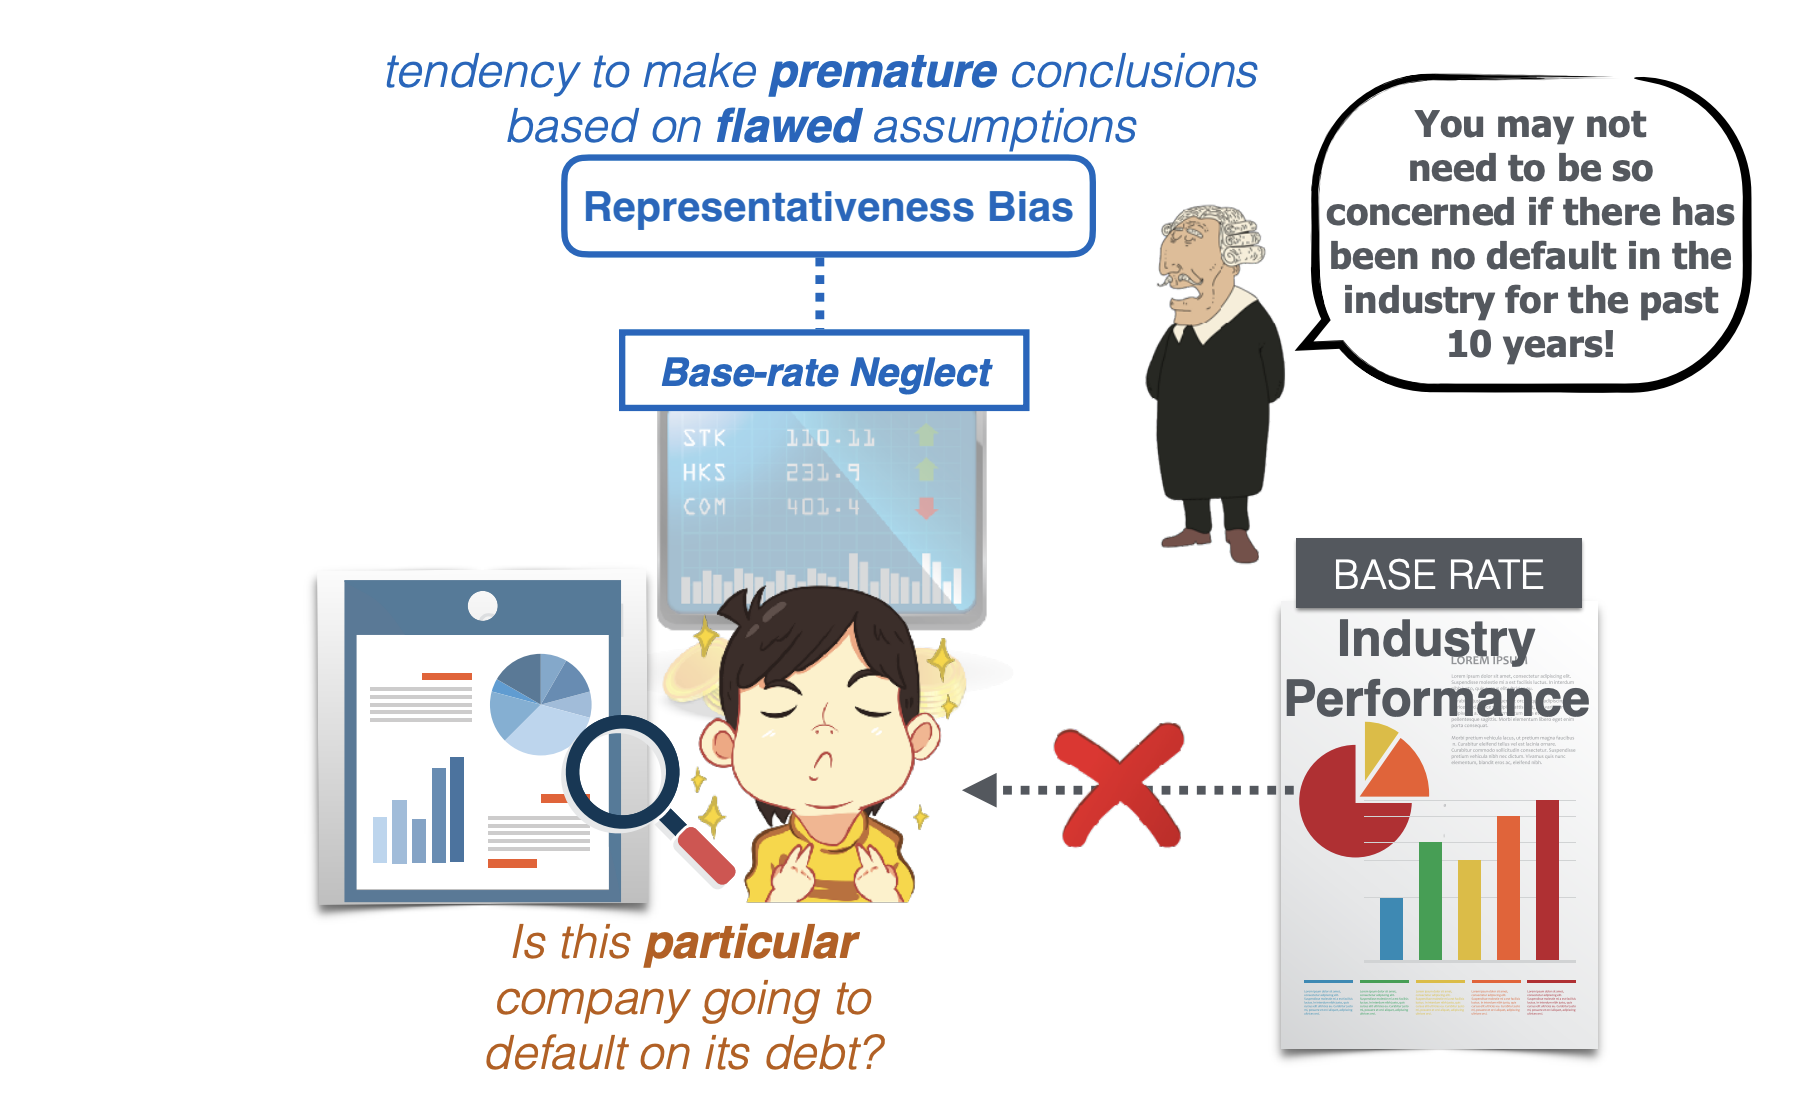 tendency to make premature conclusions
based on flawed assumptions
Representativeness Bias
Base-rate Neglect
You may not
need to be so
concerned if there has
been no default in the
industry for the past
10 years!
STK 110.11
HKS 231.9
COM 401.4
BASE RATE
Industry
LOREM IPSUM
Performance
Is this particular
company going to
default on its debt?